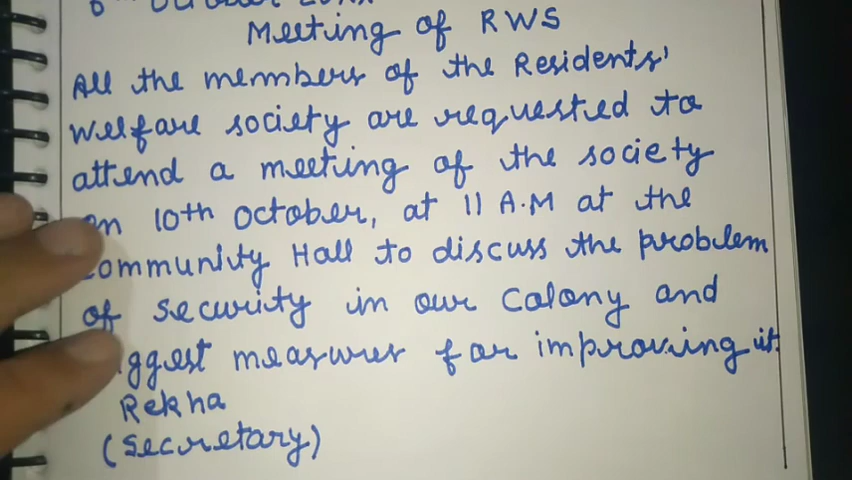 Meeting of RWS
All the members of the Residents'
welfare society are requested to
attend a meeting of the society
on 10th October, at 11 A.M at the
community Hall to discuss the problem
of security in our Colony and
measures for improving it.
Rekha
(Secretary)